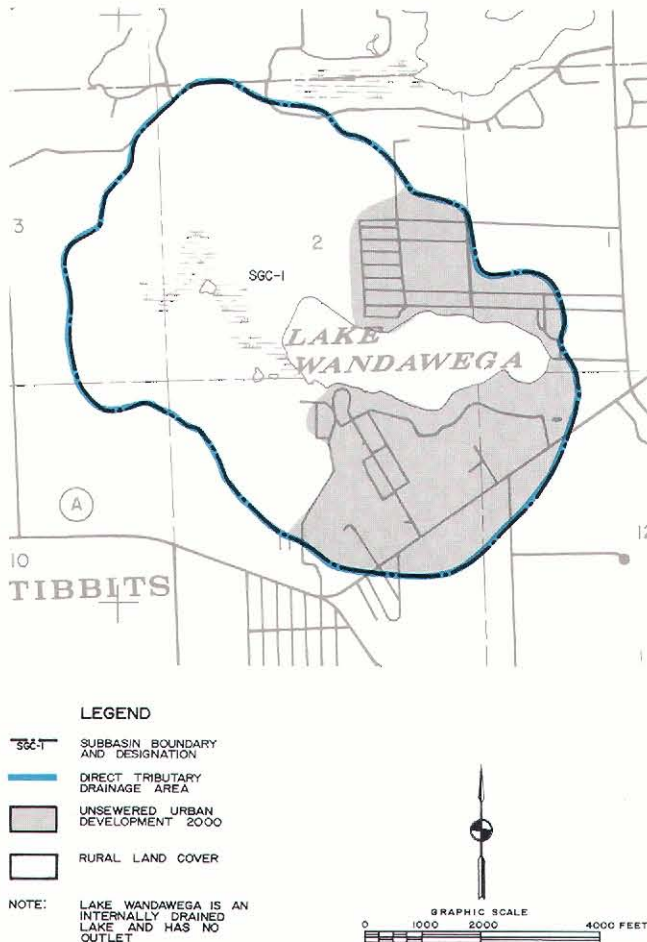 3
2
1
SGC-1
LAKE
WANDAWEGA
A
10
11
12
TIBBITS
LEGEND
SGC-1
SUBBASIN BOUNDARY
AND DESIGNATION
DIRECT TRIBUTARY
DRAINAGE AREA
UNSEWERED URBAN
DEVELOPMENT 2000
RURAL LAND COVER
NOTE:
LAKE WANDAWEGA IS AN
INTERNALLY DRAINED
LAKE AND HAS NO
OUTLET
GRAPHIC SCALE
0 1000 2000 4000 FEET